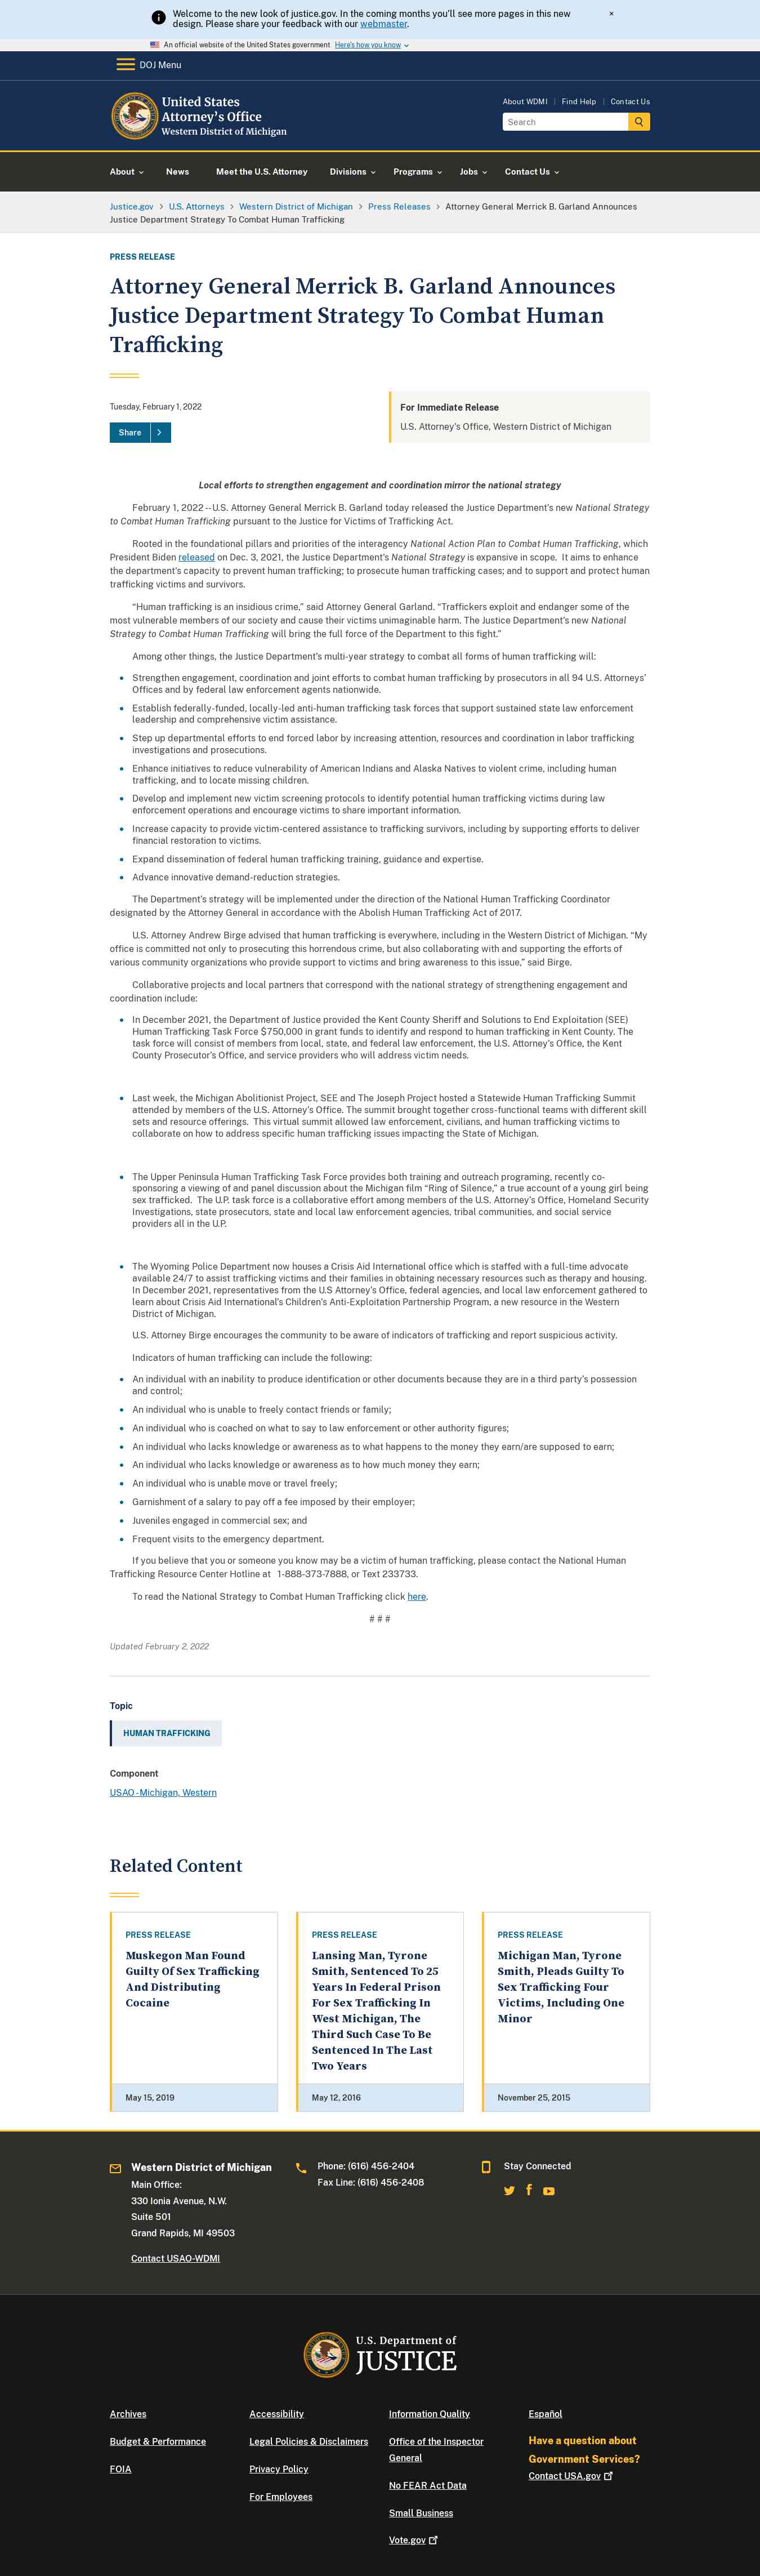 Welcome to the new look of justice.gov. In the coming months you'll see more pages in this new
design. Please share your feedback with our webmaster.
×
An official website of the United States government Here's how you know
DOJ Menu
United States
Attorney's Office
Western District of Michigan
About WDMI | Find Help | Contact Us
Search
About News Meet the U.S. Attorney Divisions Programs Jobs Contact Us
Justice.gov > U.S. Attorneys > Western District of Michigan > Press Releases > Attorney General Merrick B. Garland Announces
Justice Department Strategy To Combat Human Trafficking
PRESS RELEASE
Attorney General Merrick B. Garland Announces
Justice Department Strategy To Combat Human
Trafficking
Tuesday, February 1, 2022
Share >
For Immediate Release
U.S. Attorney's Office, Western District of Michigan
Local efforts to strengthen engagement and coordination mirror the national strategy
February 1, 2022 -- U.S. Attorney General Merrick B. Garland today released the Justice Department's new National Strategy
to Combat Human Trafficking pursuant to the Justice for Victims of Trafficking Act.
Rooted in the foundational pillars and priorities of the interagency National Action Plan to Combat Human Trafficking, which
President Biden released on Dec. 3, 2021, the Justice Department's National Strategy is expansive in scope.  It aims to enhance
the department's capacity to prevent human trafficking; to prosecute human trafficking cases; and to support and protect human
trafficking victims and survivors.
“Human trafficking is an insidious crime,” said Attorney General Garland. “Traffickers exploit and endanger some of the
most vulnerable members of our society and cause their victims unimaginable harm. The Justice Department's new National
Strategy to Combat Human Trafficking will bring the full force of the Department to this fight.”
Among other things, the Justice Department's multi-year strategy to combat all forms of human trafficking will:
• Strengthen engagement, coordination and joint efforts to combat human trafficking by prosecutors in all 94 U.S. Attorneys'
Offices and by federal law enforcement agents nationwide.
• Establish federally-funded, locally-led anti-human trafficking task forces that support sustained state law enforcement
leadership and comprehensive victim assistance.
• Step up departmental efforts to end forced labor by increasing attention, resources and coordination in labor trafficking
investigations and prosecutions.
• Enhance initiatives to reduce vulnerability of American Indians and Alaska Natives to violent crime, including human
trafficking, and to locate missing children.
• Develop and implement new victim screening protocols to identify potential human trafficking victims during law
enforcement operations and encourage victims to share important information.
• Increase capacity to provide victim-centered assistance to trafficking survivors, including by supporting efforts to deliver
financial restoration to victims.
• Expand dissemination of federal human trafficking training, guidance and expertise.
• Advance innovative demand-reduction strategies.
The Department's strategy will be implemented under the direction of the National Human Trafficking Coordinator
designated by the Attorney General in accordance with the Abolish Human Trafficking Act of 2017.
U.S. Attorney Andrew Birge advised that human trafficking is everywhere, including in the Western District of Michigan. “My
office is committed not only to prosecuting this horrendous crime, but also collaborating with and supporting the efforts of
various community organizations who provide support to victims and bring awareness to this issue,” said Birge.
Collaborative projects and local partners that correspond with the national strategy of strengthening engagement and
coordination include:
• In December 2021, the Department of Justice provided the Kent County Sheriff and Solutions to End Exploitation (SEE)
Human Trafficking Task Force $750,000 in grant funds to identify and respond to human trafficking in Kent County. The
task force will consist of members from local, state, and federal law enforcement, the U.S. Attorney's Office, the Kent
County Prosecutor's Office, and service providers who will address victim needs.
• Last week, the Michigan Abolitionist Project, SEE and The Joseph Project hosted a Statewide Human Trafficking Summit
attended by members of the U.S. Attorney's Office. The summit brought together cross-functional teams with different skill
sets and resource offerings.  This virtual summit allowed law enforcement, civilians, and human trafficking victims to
collaborate on how to address specific human trafficking issues impacting the State of Michigan.
• The Upper Peninsula Human Trafficking Task Force provides both training and outreach programing, recently co-
sponsoring a viewing of and panel discussion about the Michigan film “Ring of Silence,” a true account of a young girl being
sex trafficked.  The U.P. task force is a collaborative effort among members of the U.S. Attorney's Office, Homeland Security
Investigations, state prosecutors, state and local law enforcement agencies, tribal communities, and social service
providers all in the U.P.
• The Wyoming Police Department now houses a Crisis Aid International office which is staffed with a full-time advocate
available 24/7 to assist trafficking victims and their families in obtaining necessary resources such as therapy and housing.
In December 2021, representatives from the U.S Attorney's Office, federal agencies, and local law enforcement gathered to
learn about Crisis Aid International's Children's Anti-Exploitation Partnership Program, a new resource in the Western
District of Michigan.
U.S. Attorney Birge encourages the community to be aware of indicators of trafficking and report suspicious activity.
Indicators of human trafficking can include the following:
• An individual with an inability to produce identification or other documents because they are in a third party's possession
and control;
• An individual who is unable to freely contact friends or family;
• An individual who is coached on what to say to law enforcement or other authority figures;
• An individual who lacks knowledge or awareness as to what happens to the money they earn/are supposed to earn;
• An individual who lacks knowledge or awareness as to how much money they earn;
• An individual who is unable move or travel freely;
• Garnishment of a salary to pay off a fee imposed by their employer;
• Juveniles engaged in commercial sex; and
• Frequent visits to the emergency department.
If you believe that you or someone you know may be a victim of human trafficking, please contact the National Human
Trafficking Resource Center Hotline at   1-888-373-7888, or Text 233733.
To read the National Strategy to Combat Human Trafficking click here.
# # #
Updated February 2, 2022
Topic
HUMAN TRAFFICKING
Component
USAO - Michigan, Western
Related Content
PRESS RELEASE
Muskegon Man Found
Guilty Of Sex Trafficking
And Distributing
Cocaine
May 15, 2019
PRESS RELEASE
Lansing Man, Tyrone
Smith, Sentenced To 25
Years In Federal Prison
For Sex Trafficking In
West Michigan, The
Third Such Case To Be
Sentenced In The Last
Two Years
May 12, 2016
PRESS RELEASE
Michigan Man, Tyrone
Smith, Pleads Guilty To
Sex Trafficking Four
Victims, Including One
Minor
November 25, 2015
Western District of Michigan
Main Office:
330 Ionia Avenue, N.W.
Suite 501
Grand Rapids, MI 49503
Contact USAO-WDMI
Phone: (616) 456-2404
Fax Line: (616) 456-2408
Stay Connected
U.S. Department of
JUSTICE
Archives
Budget & Performance
FOIA
Accessibility
Legal Policies & Disclaimers
Privacy Policy
For Employees
Information Quality
Office of the Inspector
General
No FEAR Act Data
Small Business
Vote.gov
Español
Have a question about
Government Services?
Contact USA.gov